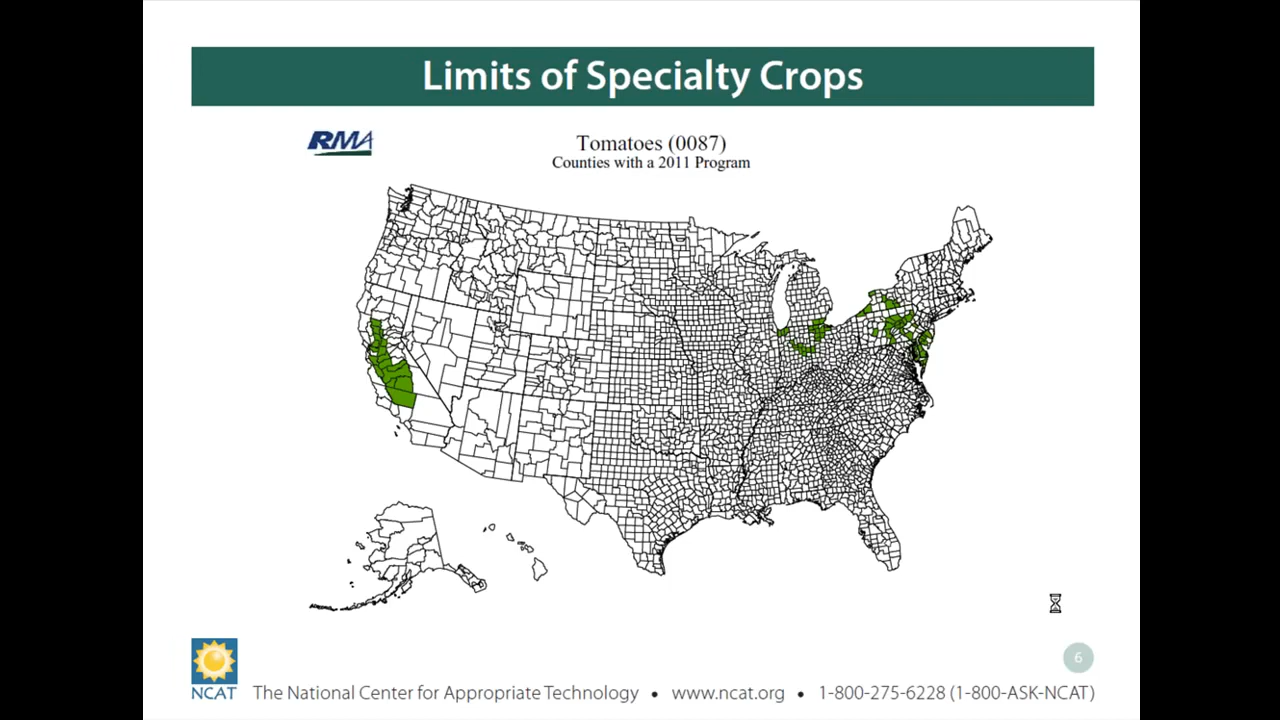 Limits of Specialty Crops
RMA
Tomatoes (0087)
Counties with a 2011 Program
6
NCAT
The National Center for Appropriate Technology • www.ncat.org • 1-800-275-6228 (1-800-ASK-NCAT)